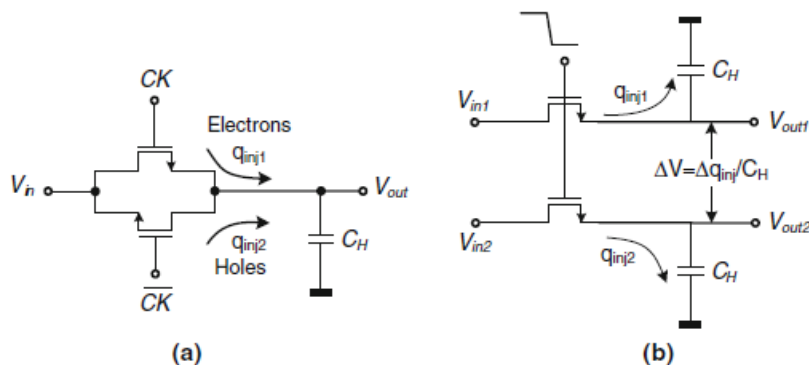 CK
Electrons
q_inj1
V_in
V_out
q_inj2
Holes
C_H
C̅K̅
(a)
C_H
q_inj1
V_in1
V_out1
ΔV=Δq_inj/C_H
V_in2
V_out2
q_inj2
C_H
(b)